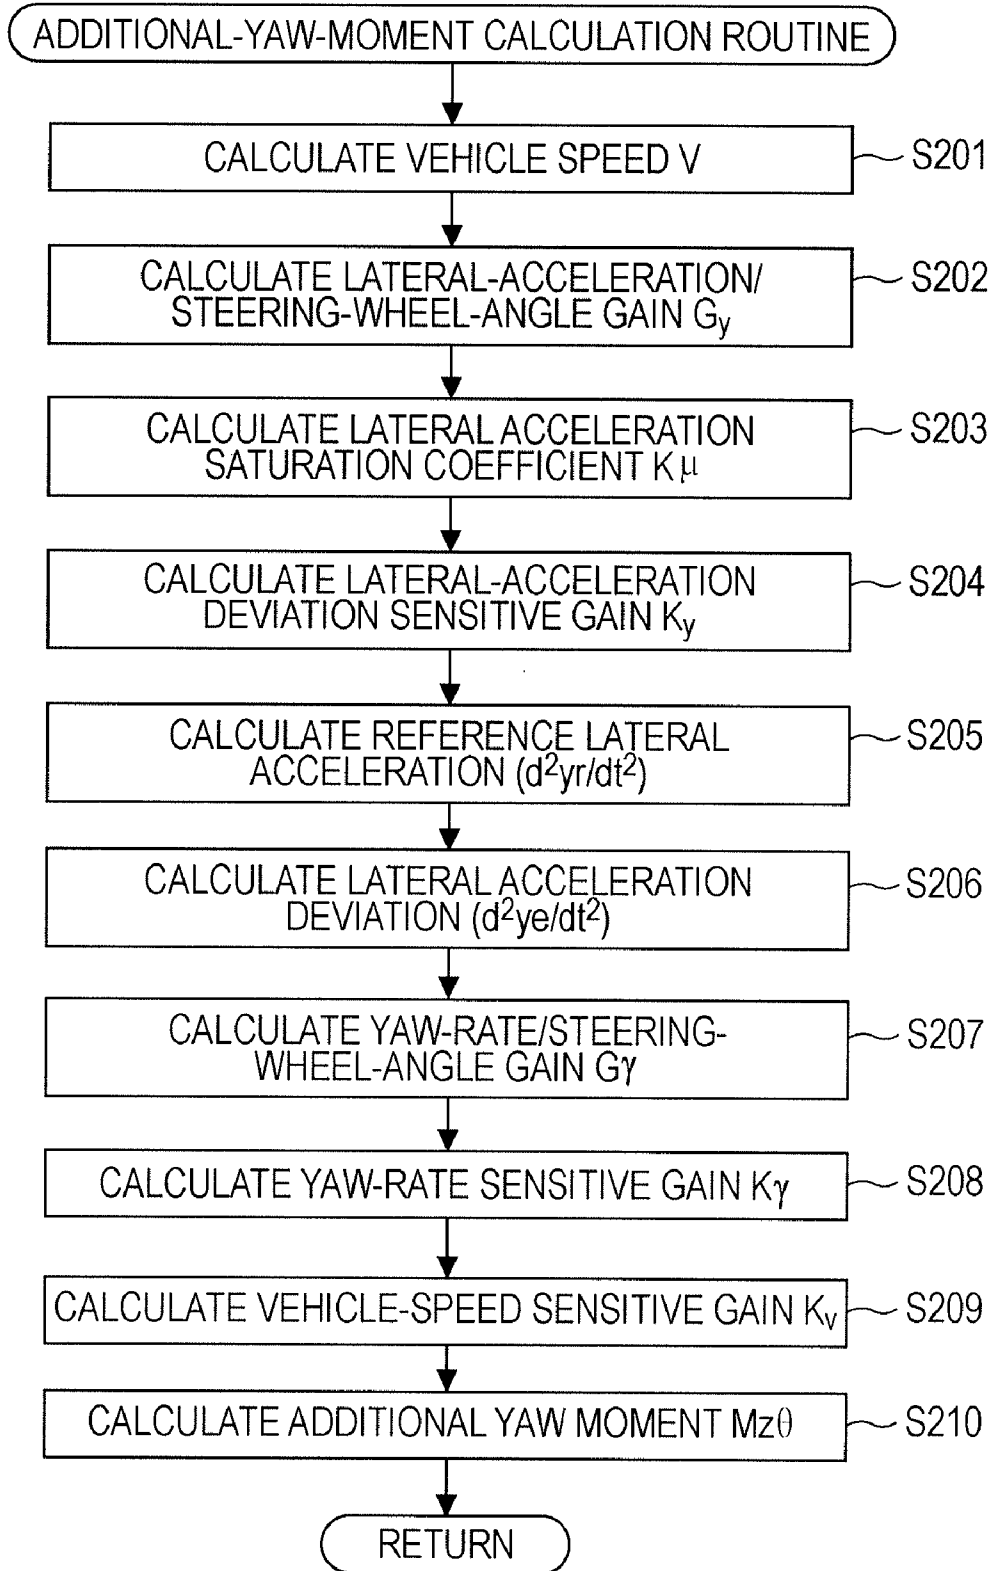 ADDITIONAL-YAW-MOMENT CALCULATION ROUTINE
CALCULATE VEHICLE SPEED V
S201
CALCULATE LATERAL-ACCELERATION/
STEERING-WHEEL-ANGLE GAIN Gy
S202
CALCULATE LATERAL ACCELERATION
SATURATION COEFFICIENT Kμ
S203
CALCULATE LATERAL-ACCELERATION
DEVIATION SENSITIVE GAIN Ky
S204
CALCULATE REFERENCE LATERAL
ACCELERATION (d²yr/dt²)
S205
CALCULATE LATERAL ACCELERATION
DEVIATION (d²ye/dt²)
S206
CALCULATE YAW-RATE/STEERING-
WHEEL-ANGLE GAIN Gγ
S207
CALCULATE YAW-RATE SENSITIVE GAIN Kγ
S208
CALCULATE VEHICLE-SPEED SENSITIVE GAIN Kv
S209
CALCULATE ADDITIONAL YAW MOMENT Mzθ
S210
RETURN